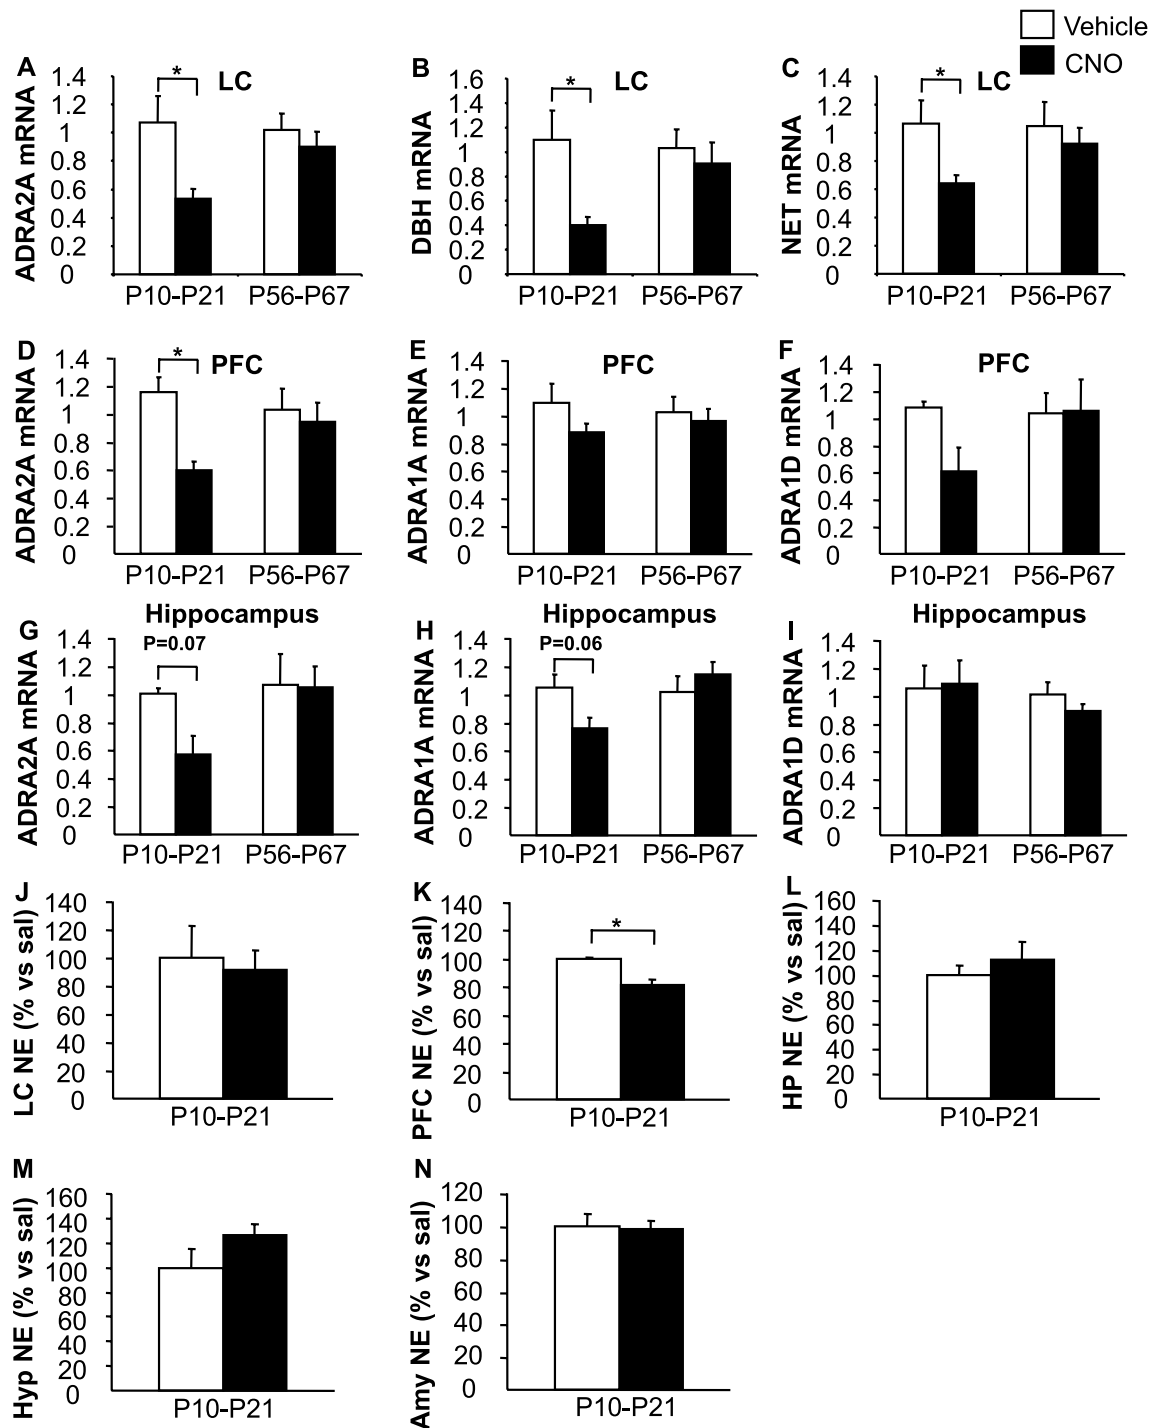 Vehicle
CNO
A
LC
ADRA2A mRNA
1.4
1.2
1
0.8
0.6
0.4
0.2
0
*
P10-P21
P56-P67
B
LC
DBH mRNA
1.6
1.4
1.2
1
0.8
0.6
0.4
0.2
0
*
P10-P21
P56-P67
C
LC
NET mRNA
1.4
1.2
1
0.8
0.6
0.4
0.2
0
*
P10-P21
P56-P67
D
PFC
ADRA2A mRNA
1.4
1.2
1
0.8
0.6
0.4
0.2
0
*
P10-P21
P56-P67
E
PFC
ADRA1A mRNA
1.4
1.2
1
0.8
0.6
0.4
0.2
0
P10-P21
P56-P67
F
PFC
ADRA1D mRNA
1.4
1.2
1
0.8
0.6
0.4
0.2
0
P10-P21
P56-P67
G
Hippocampus
P=0.07
ADRA2A mRNA
1.4
1.2
1
0.8
0.6
0.4
0.2
0
P10-P21
P56-P67
H
Hippocampus
P=0.06
ADRA1A mRNA
1.4
1.2
1
0.8
0.6
0.4
0.2
0
P10-P21
P56-P67
I
Hippocampus
ADRA1D mRNA
1.4
1.2
1
0.8
0.6
0.4
0.2
0
P10-P21
P56-P67
J
LC NE (% vs sal)
140
120
100
80
60
40
20
0
P10-P21
K
PFC NE (% vs sal)
140
120
100
80
60
40
20
0
*
P10-P21
L
HP NE (% vs sal)
160
140
120
100
80
60
40
20
0
P10-P21
M
Hyp NE (% vs sal)
160
140
120
100
80
60
40
20
0
P10-P21
N
Amy NE (% vs sal)
120
100
80
60
40
20
0
P10-P21